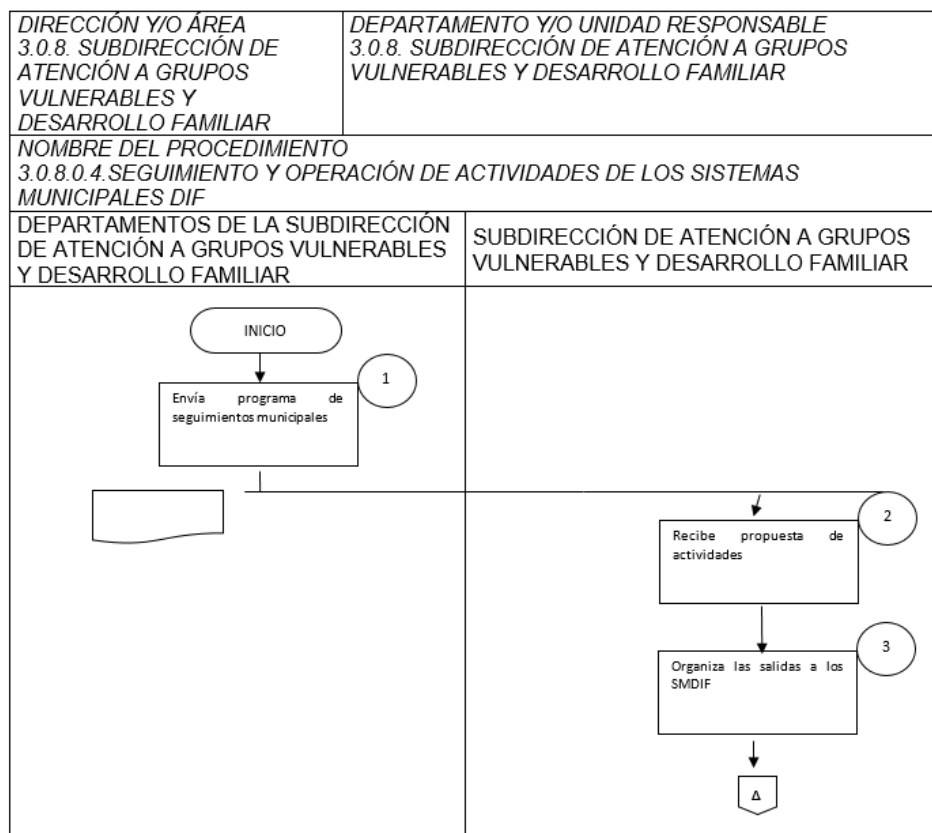 DIRECCIÓN Y/O ÁREA
3.0.8. SUBDIRECCIÓN DE
ATENCIÓN A GRUPOS
VULNERABLES Y
DESARROLLO FAMILIAR
DEPARTAMENTO Y/O UNIDAD RESPONSABLE
3.0.8. SUBDIRECCIÓN DE ATENCIÓN A GRUPOS
VULNERABLES Y DESARROLLO FAMILIAR
NOMBRE DEL PROCEDIMIENTO
3.0.8.0.4.SEGUIMIENTO Y OPERACIÓN DE ACTIVIDADES DE LOS SISTEMAS
MUNICIPALES DIF
DEPARTAMENTOS DE LA SUBDIRECCIÓN
DE ATENCIÓN A GRUPOS VULNERABLES
Y DESARROLLO FAMILIAR
SUBDIRECCIÓN DE ATENCIÓN A GRUPOS
VULNERABLES Y DESARROLLO FAMILIAR
INICIO
1
Envía programa de
seguimientos municipales
2
Recibe propuesta de
actividades
3
Organiza las salidas a los
SMDIF
Δ